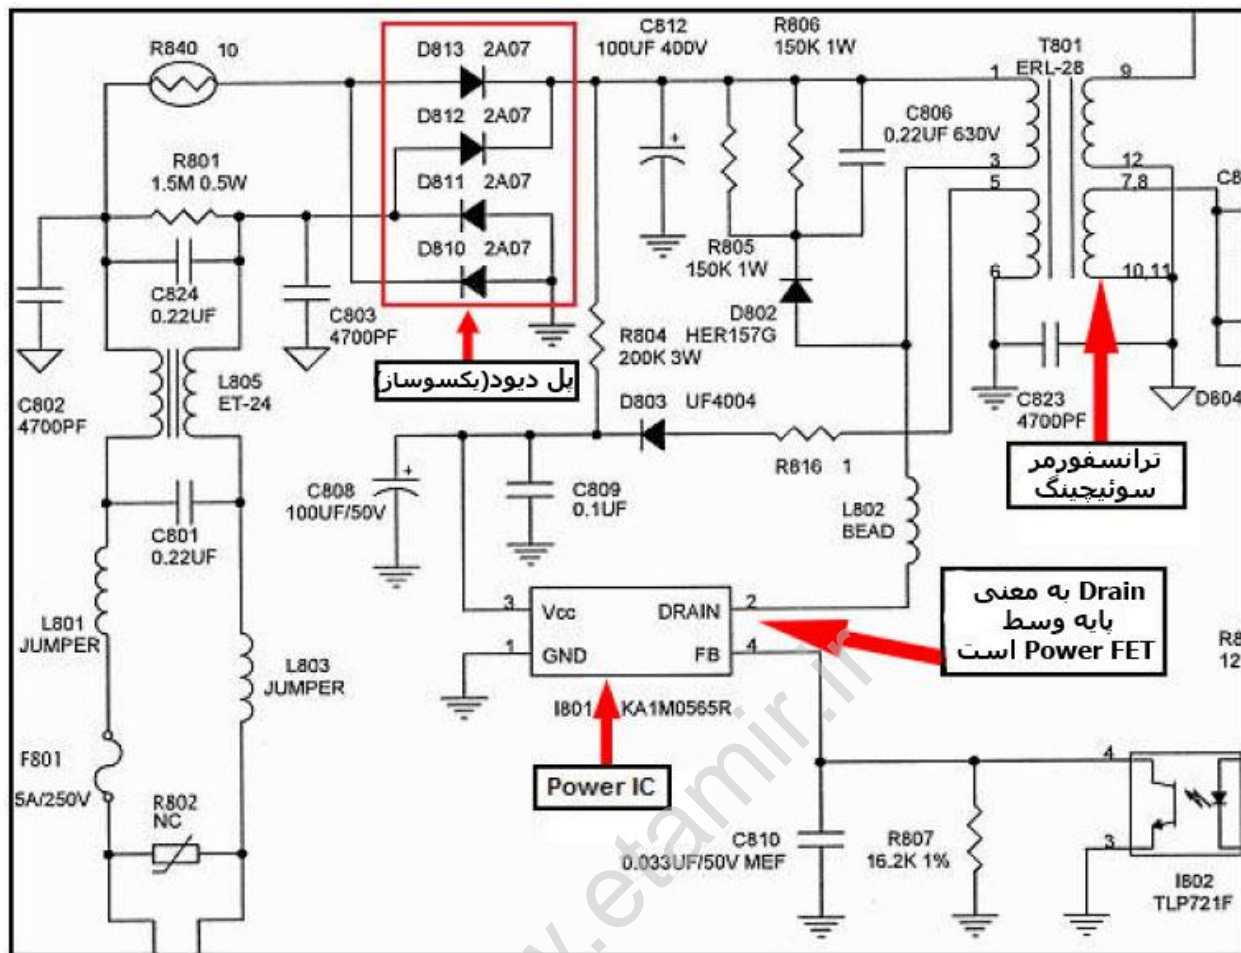 R840 10
D813 2A07
C812
100UF 400V
R806
150K 1W
T801
ERL-28
1
9
D812 2A07
C806
0.22UF 630V
R801
1.5M 0.5W
D811 2A07
3
5
12
7,8
C8
D810 2A07
R805
150K 1W
6
10,11
C824
0.22UF
C803
4700PF
R804
200K 3W
D802
HER157G
L805
ET-24
پل دیود(یکسوساز)
C802
4700PF
D803 UF4004
C823
4700PF
D804
R816 1
ترانسفورمر
سوئیچینگ
C808
100UF/50V
+
+
C809
0.1UF
L802
BEAD
C801
0.22UF
3 Vcc
DRAIN 2
1 GND
FB 4
Drain به معنی
پایه وسط
Power FET است
L801
JUMPER
L803
JUMPER
R8
12
I801 KA1M0565R
Power IC
F801
5A/250V
R802
NC
4
C810
0.033UF/50V MEF
R807
16.2K 1%
3
I802
TLP721F
www.etamir.ir